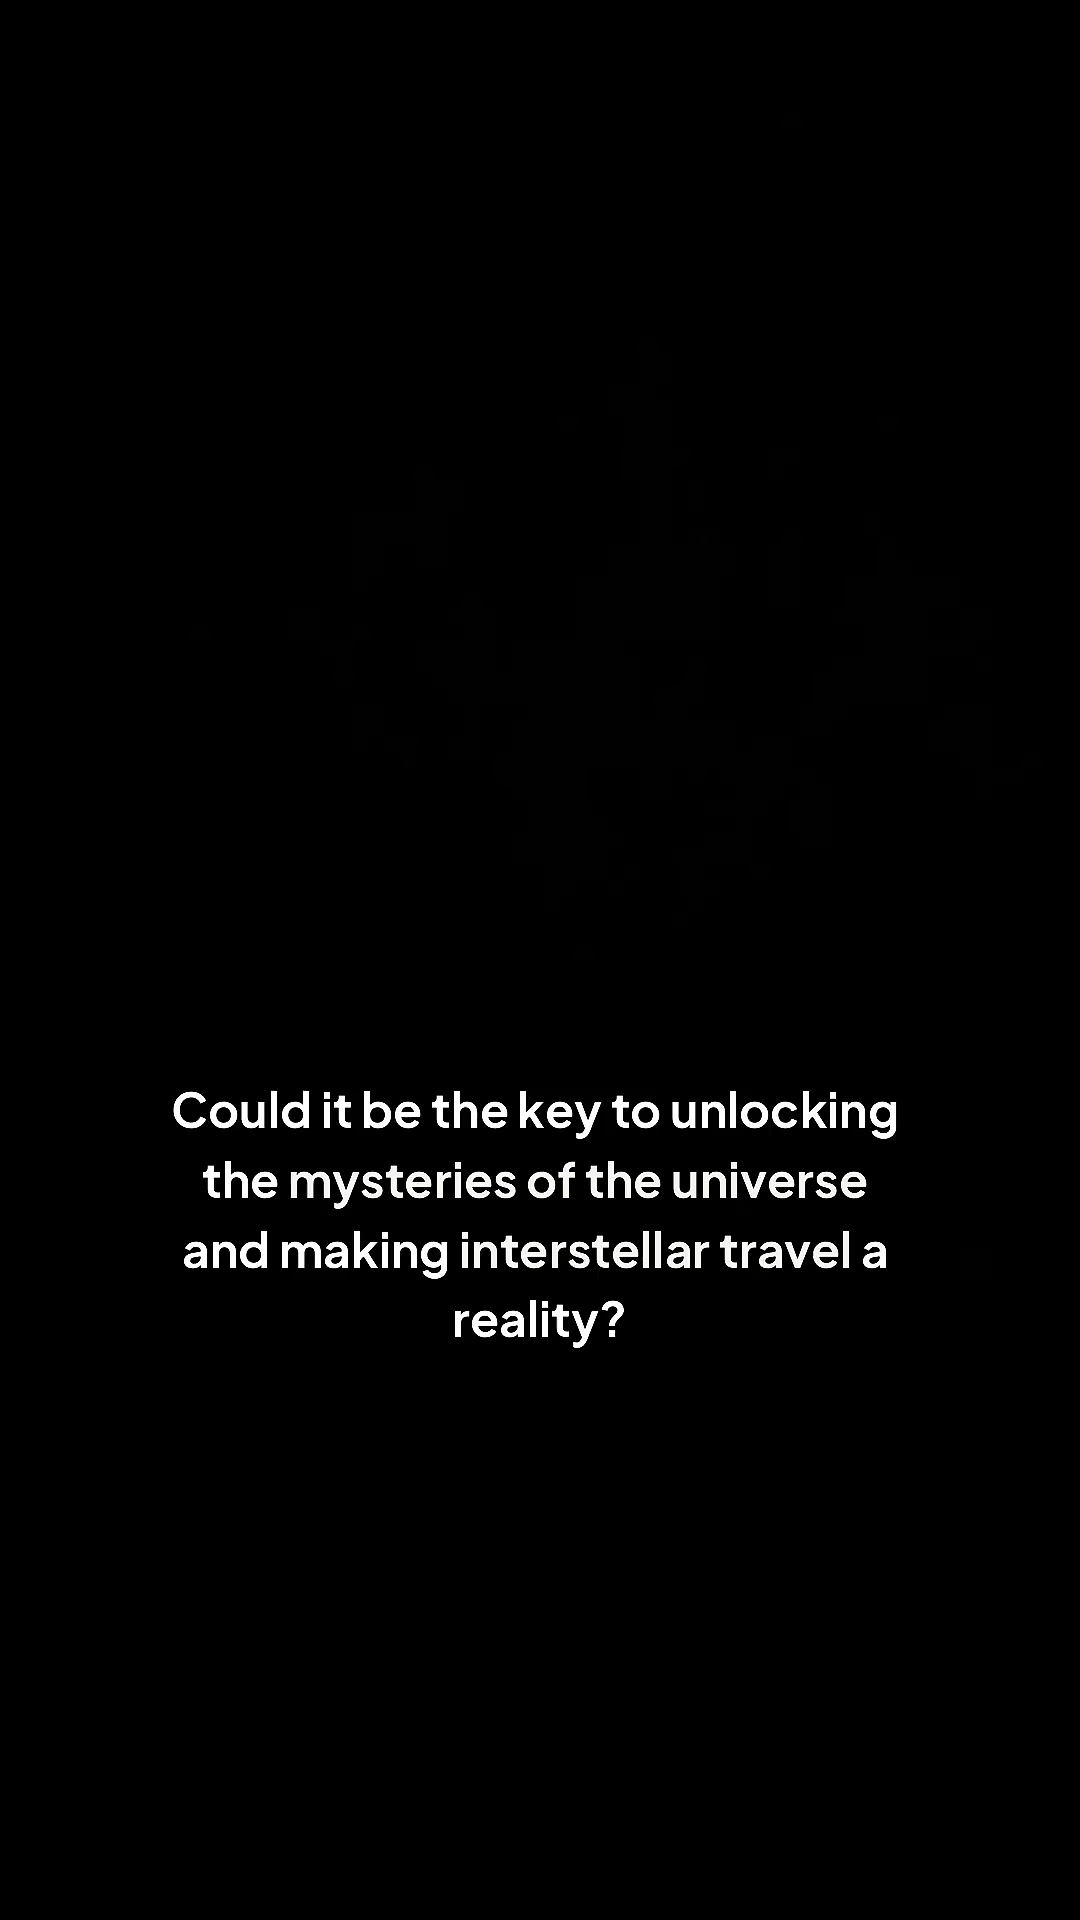 Could it be the key to unlocking
the mysteries of the universe
and making interstellar travel a
reality?